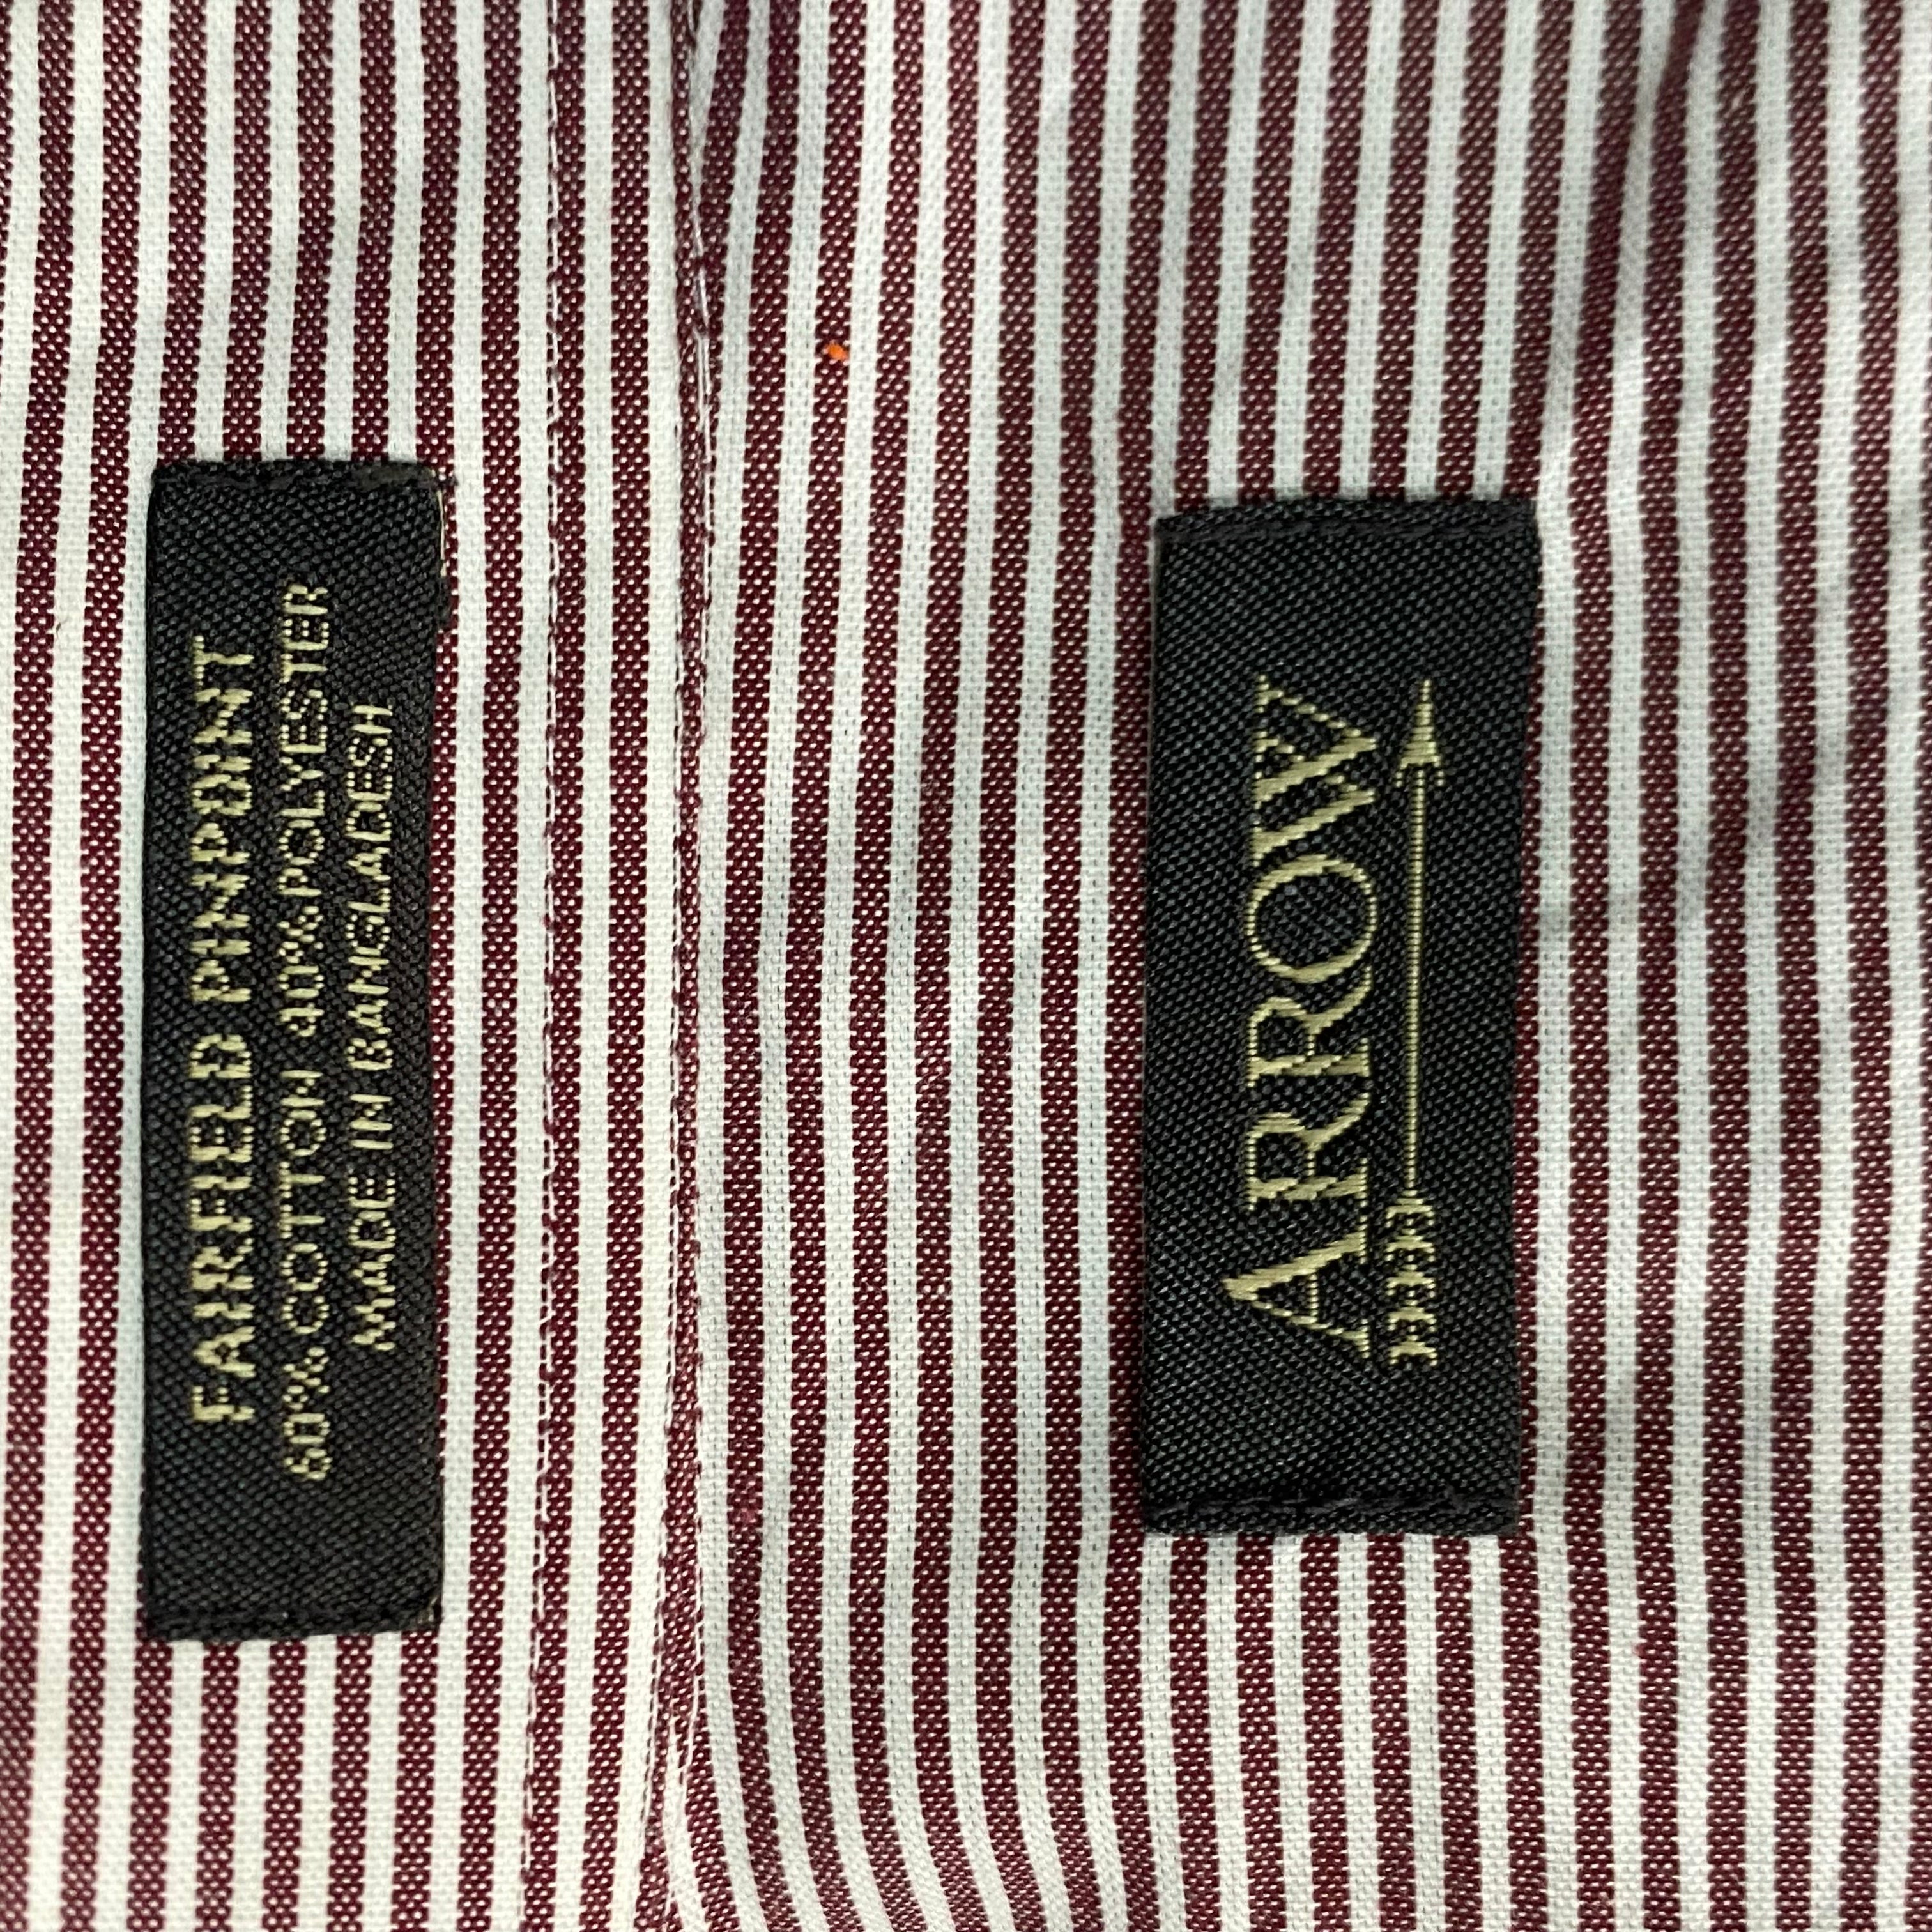 FAIRFIELD PINPOINT
60% COTTON 40% POLYESTER
MADE IN BANGLADESH
ARROW